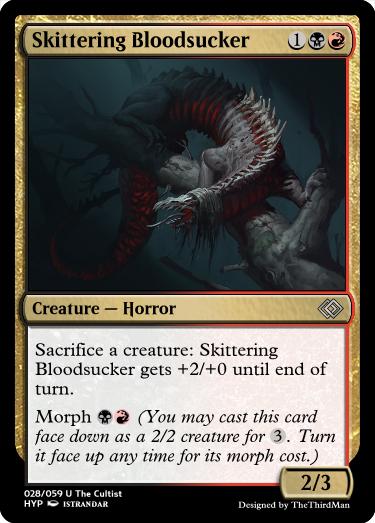 Skittering Bloodsucker 1
Creature — Horror
Sacrifice a creature: Skittering
Bloodsucker gets +2/+0 until end of
turn.
Morph (You may cast this card
face down as a 2/2 creature for 3. Turn
it face up any time for its morph cost.)
2/3
028/059 U The Cultist
HYP ISTRANDAR
Designed by TheThirdMan